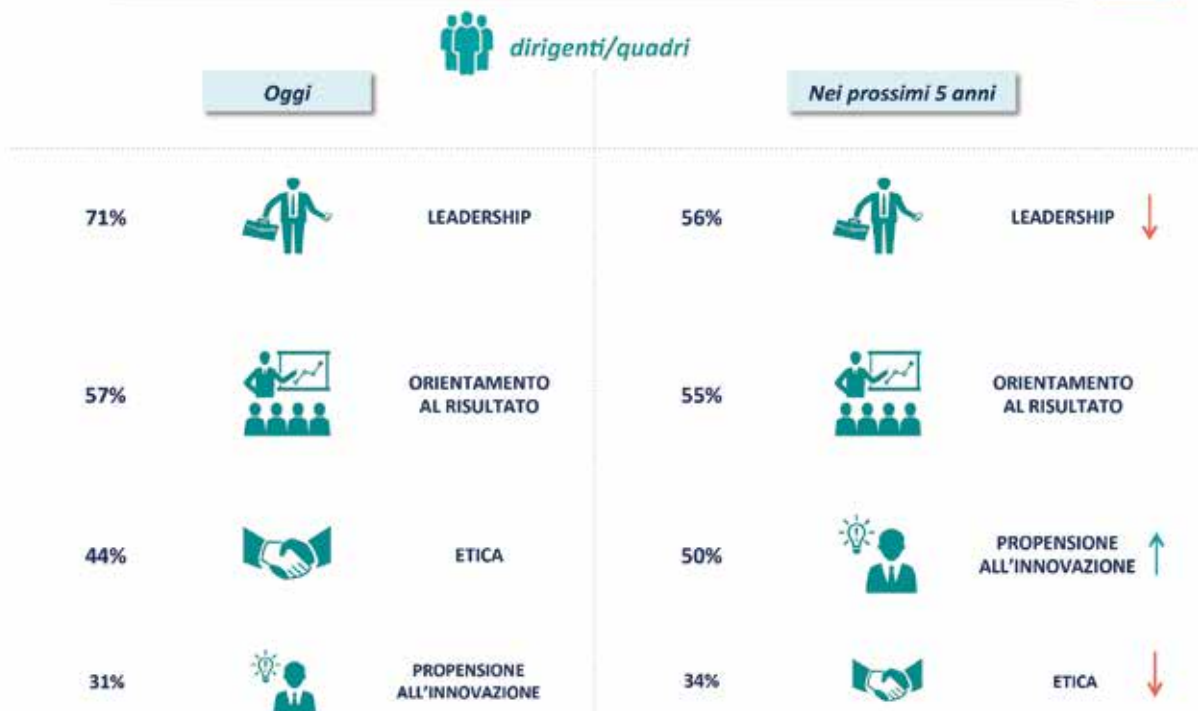 dirigenti/quadri
Oggi
Nei prossimi 5 anni
71%
LEADERSHIP
56%
LEADERSHIP
57%
ORIENTAMENTO
AL RISULTATO
55%
ORIENTAMENTO
AL RISULTATO
44%
ETICA
50%
PROPENSIONE
ALL'INNOVAZIONE
31%
PROPENSIONE
ALL'INNOVAZIONE
34%
ETICA